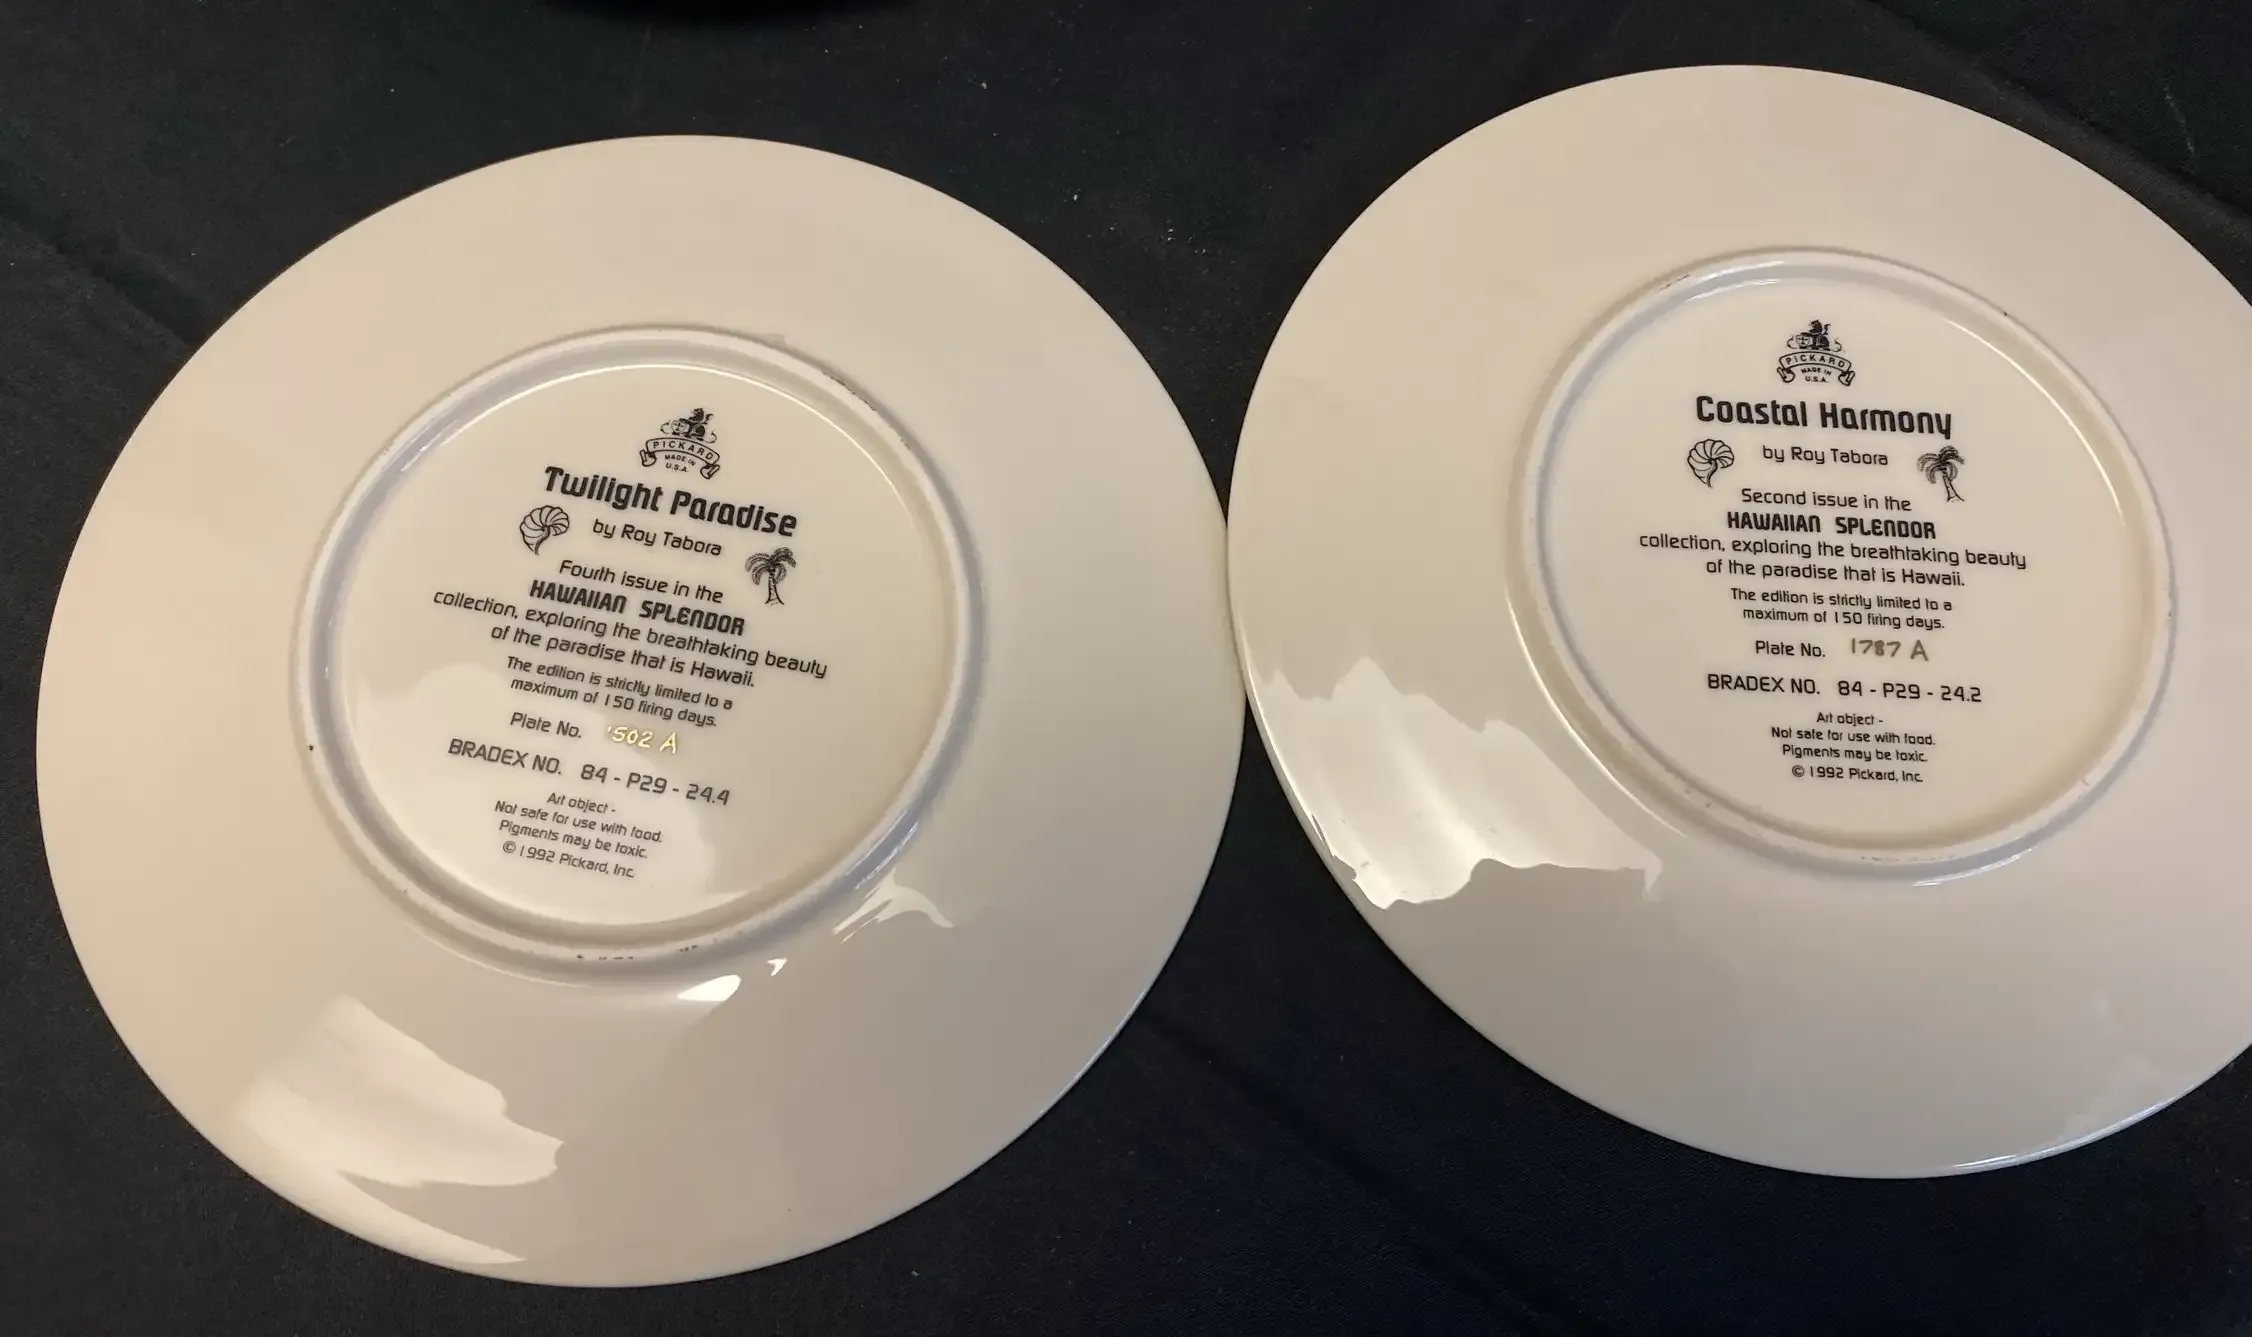 PICKARD
MADE IN
U.S.A.
Twilight Paradise
by Roy Tabora
Fourth issue in the
HAWAIIAN SPLENDOR
collection, exploring the breathtaking beauty
of the paradise that is Hawaii.
The edition is strictly limited to a
maximum of 150 firing days.
Plate No. 1502 A
BRADEX NO. 84 - P29 - 24.4
Art object -
Not safe for use with food.
Pigments may be toxic.
© 1992 Pickard, Inc.
PICKARD
MADE IN
U.S.A.
Coastal Harmony
by Roy Tabora
Second issue in the
HAWAIIAN SPLENDOR
collection, exploring the breathtaking beauty
of the paradise that is Hawaii.
The edition is strictly limited to a
maximum of 150 firing days.
Plate No. 1787 A
BRADEX NO. 84 - P29 - 24.2
Art object -
Not safe for use with food.
Pigments may be toxic.
© 1992 Pickard, Inc.